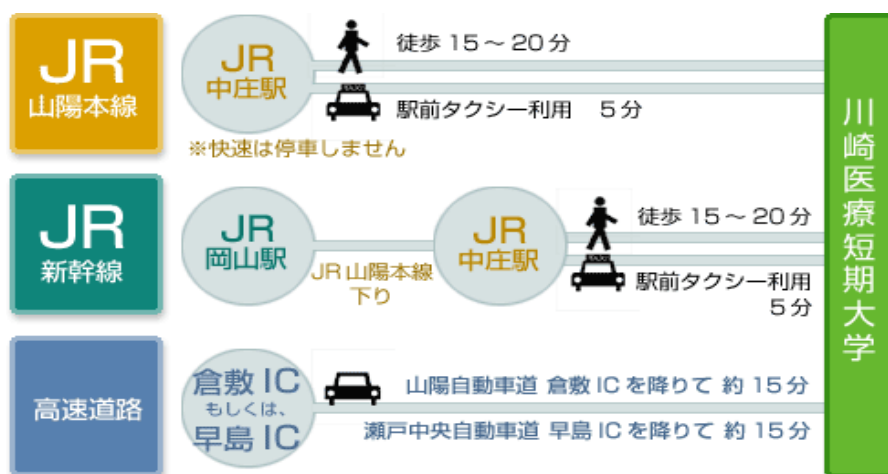 JR
山陽本線
JR
中庄駅
徒歩 15～20分
駅前タクシー利用 5分
※快速は停車しません
JR
新幹線
JR
岡山駅
JR山陽本線
下り
JR
中庄駅
徒歩 15～20分
駅前タクシー利用
5分
高速道路
倉敷 IC
もしくは、
早島 IC
山陽自動車道 倉敷 IC を降りて 約 15分
瀬戸中央自動車道 早島 IC を降りて 約 15分
川崎医療短期大学